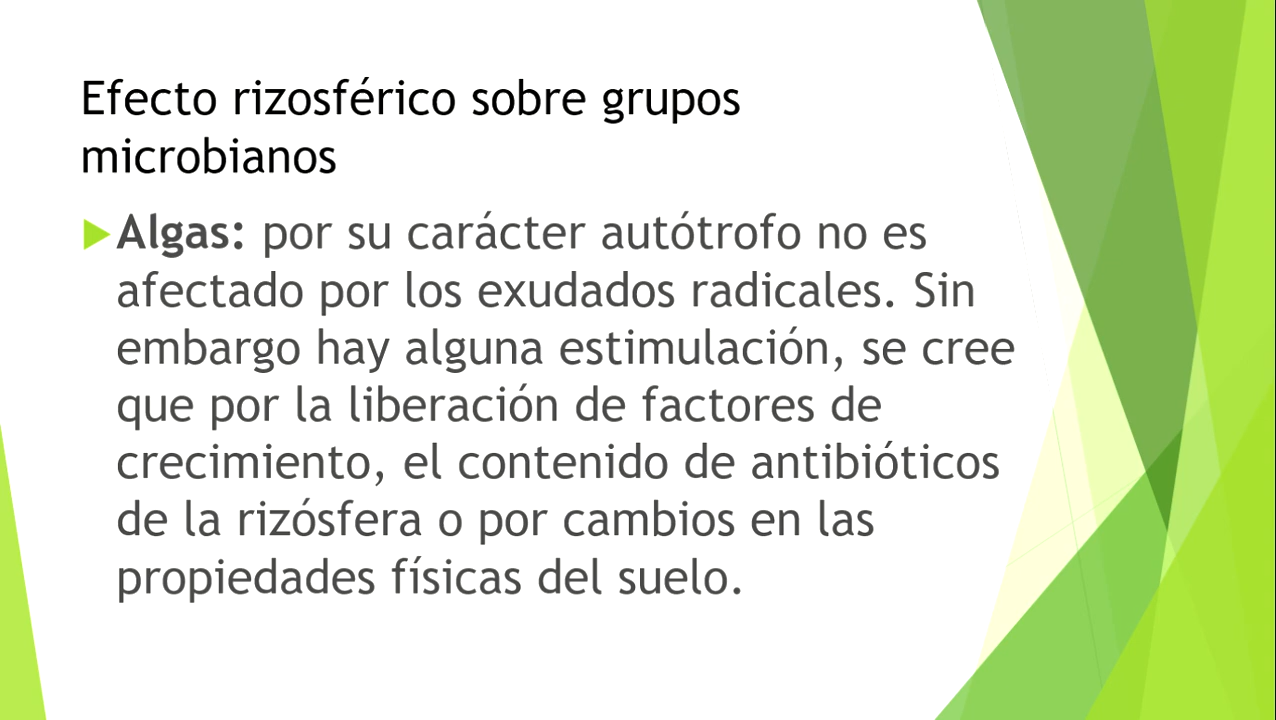 Efecto rizosférico sobre grupos
microbianos
Algas: por su carácter autótrofo no es
afectado por los exudados radicales. Sin
embargo hay alguna estimulación, se cree
que por la liberación de factores de
crecimiento, el contenido de antibióticos
de la rizósfera o por cambios en las
propiedades físicas del suelo.